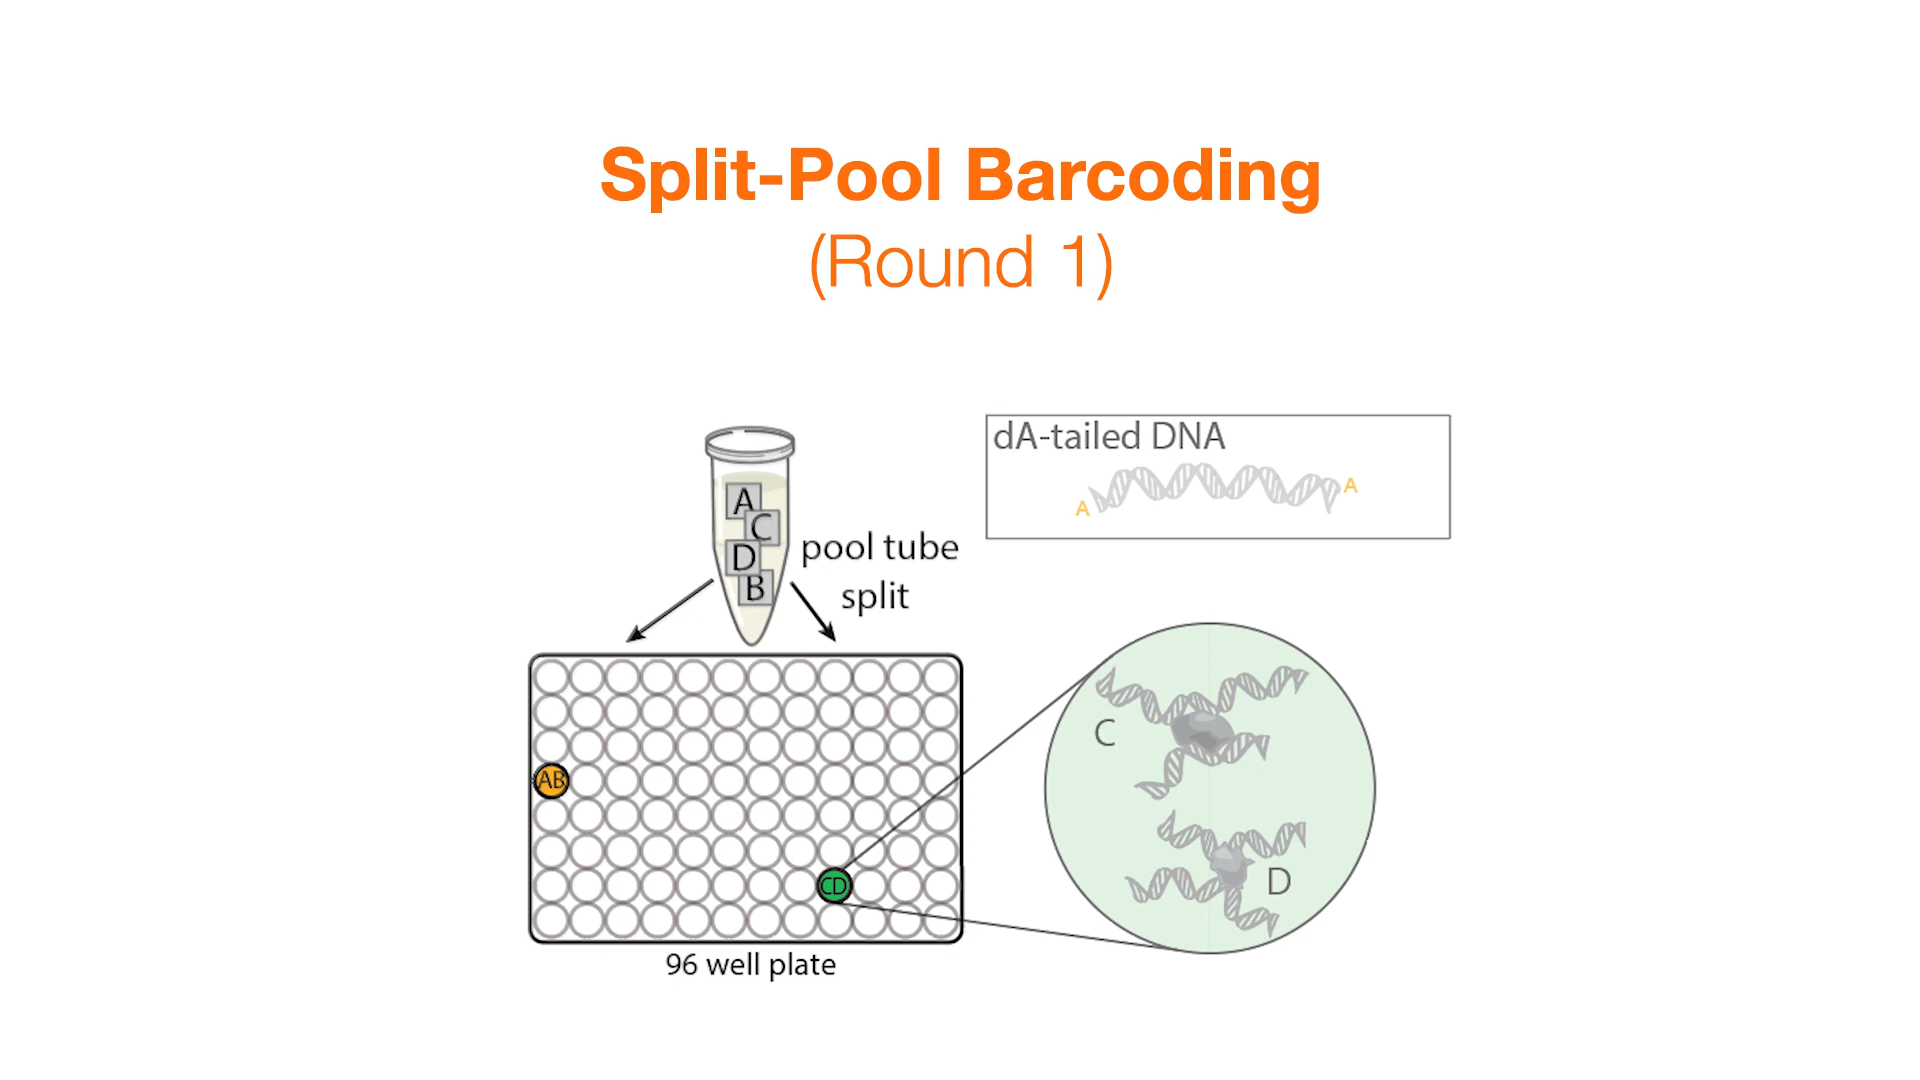 Split-Pool Barcoding
(Round 1)
dA-tailed DNA
A
A
A
C
D
B
pool tube
split
AB
CD
C
D
96 well plate